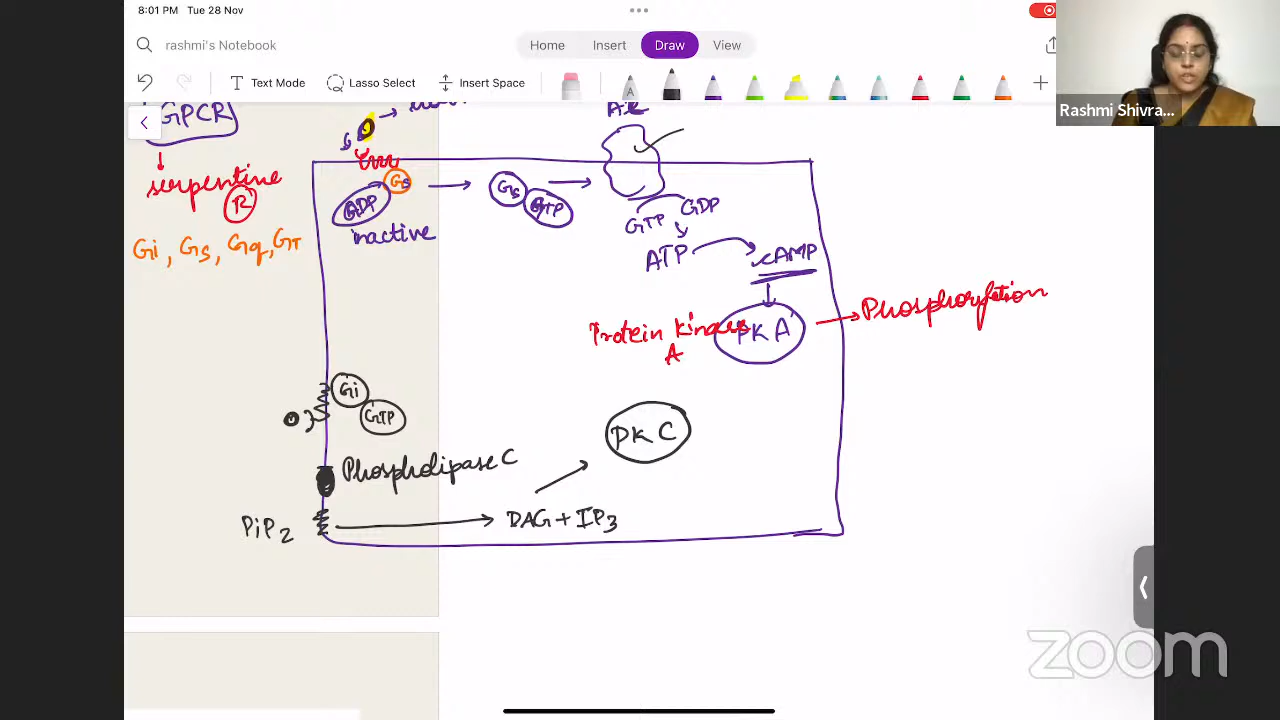 8:01 PM Tue 28 Nov
rashmi's Notebook
Home Insert Draw View
Text Mode Lasso Select Insert Space
Rashmi Shivra...
GPCR
serpentine
R
Gi, Gs, Gq, GT
Gs
GDP
inactive
Gs
GTP
GTP GDP
ATP cAMP
Protein kinase
A
PKA
Phosphorylation
Gi
GTP
PKC
Phospholipase C
PiP2
DAG + IP3
zoom